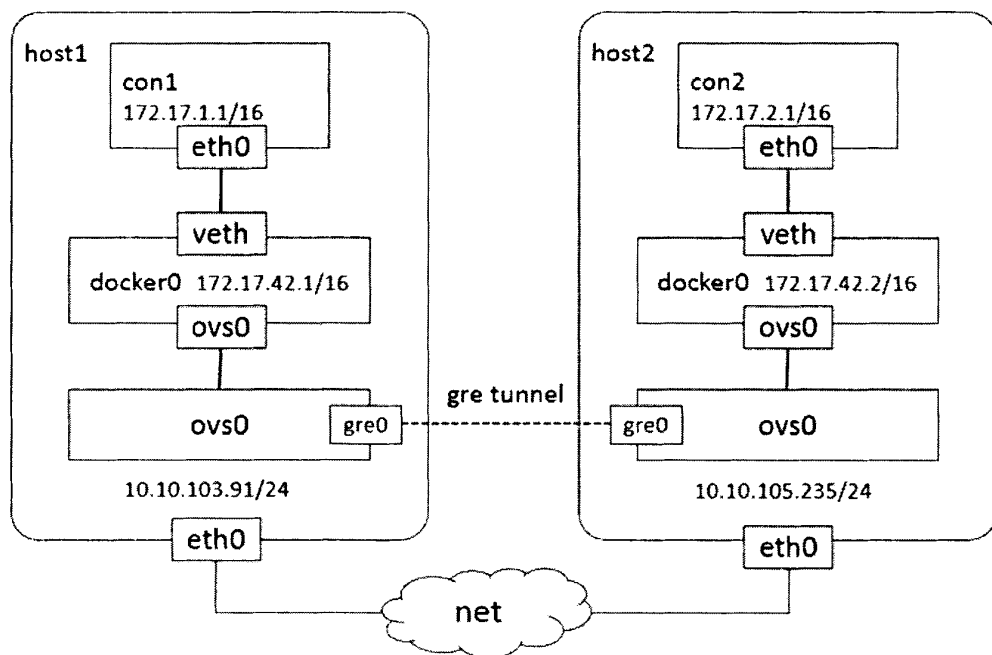 host1
con1
172.17.1.1/16
eth0
veth
docker0 172.17.42.1/16
ovs0
ovs0
gre0
10.10.103.91/24
eth0
gre tunnel
host2
con2
172.17.2.1/16
eth0
veth
docker0 172.17.42.2/16
ovs0
gre0
ovs0
10.10.105.235/24
eth0
net